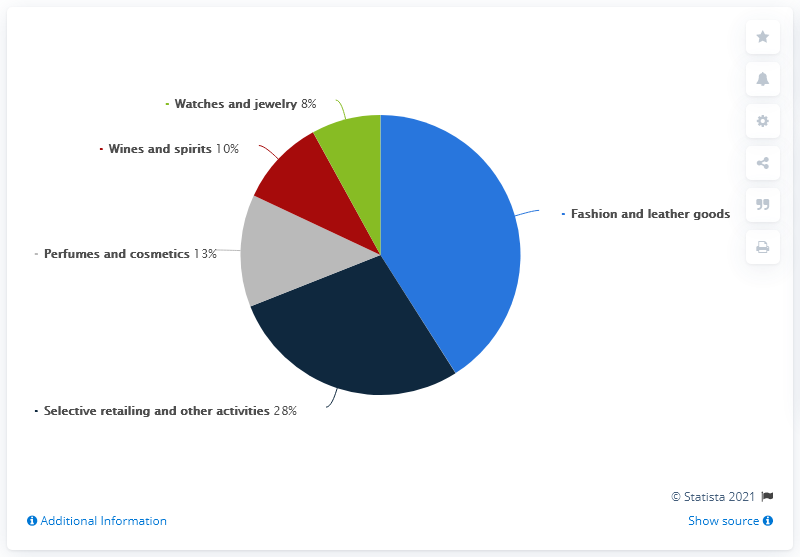 Watches and jewelry 8%
Wines and spirits 10%
Fashion and leather goods
Perfumes and cosmetics 13%
Selective retailing and other activities 28%
© Statista 2021
Additional Information
Show source